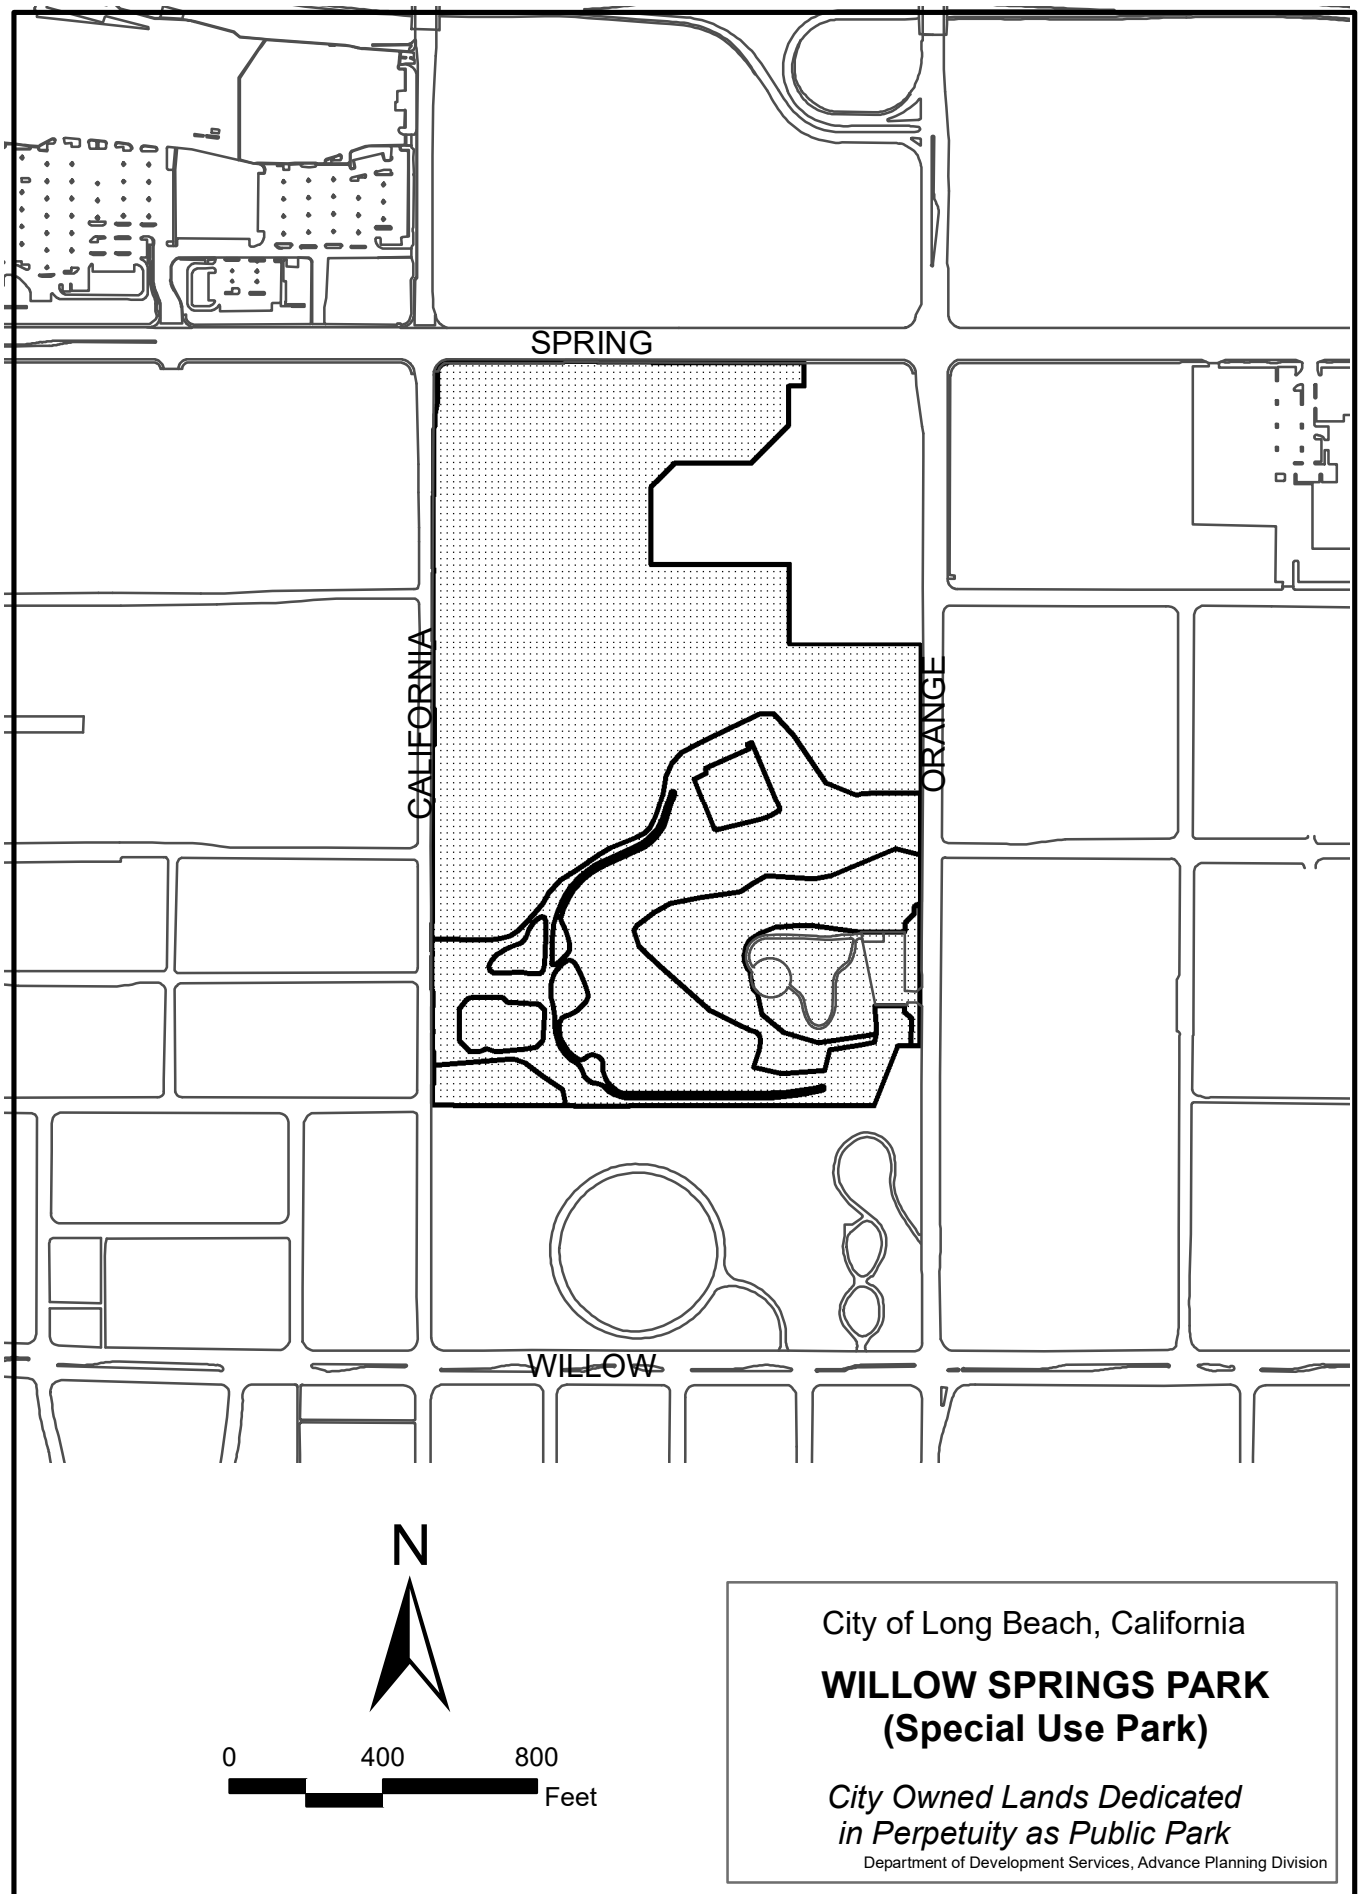 SPRING
CALIFORNIA
ORANGE
WILLOW
N
0 400 800
Feet
City of Long Beach, California
WILLOW SPRINGS PARK
(Special Use Park)
City Owned Lands Dedicated
in Perpetuity as Public Park
Department of Development Services, Advance Planning Division